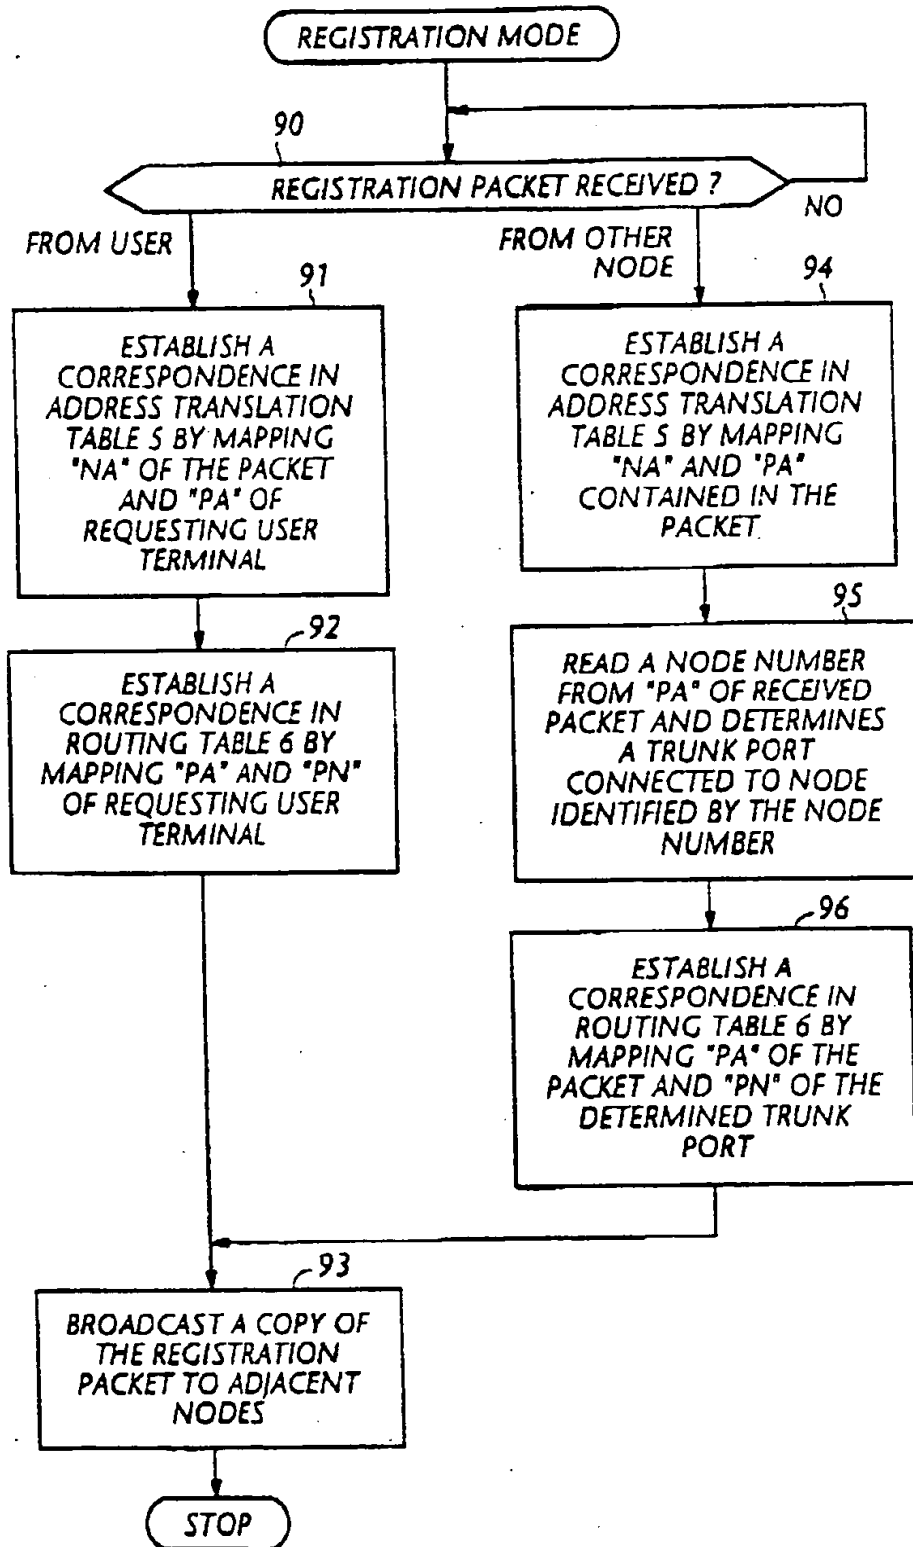 REGISTRATION MODE
90
REGISTRATION PACKET RECEIVED ?
NO
FROM USER
FROM OTHER
NODE
91
ESTABLISH A
CORRESPONDENCE IN
ADDRESS TRANSLATION
TABLE 5 BY MAPPING
"NA" OF THE PACKET
AND "PA" OF
REQUESTING USER
TERMINAL
94
ESTABLISH A
CORRESPONDENCE IN
ADDRESS TRANSLATION
TABLE 5 BY MAPPING
"NA" AND "PA"
CONTAINED IN THE
PACKET
92
ESTABLISH A
CORRESPONDENCE IN
ROUTING TABLE 6 BY
MAPPING "PA" AND "PN"
OF REQUESTING USER
TERMINAL
95
READ A NODE NUMBER
FROM "PA" OF RECEIVED
PACKET AND DETERMINES
A TRUNK PORT
CONNECTED TO NODE
IDENTIFIED BY THE NODE
NUMBER
96
ESTABLISH A
CORRESPONDENCE IN
ROUTING TABLE 6 BY
MAPPING "PA" OF THE
PACKET AND "PN" OF THE
DETERMINED TRUNK
PORT
93
BROADCAST A COPY OF
THE REGISTRATION
PACKET TO ADJACENT
NODES
STOP